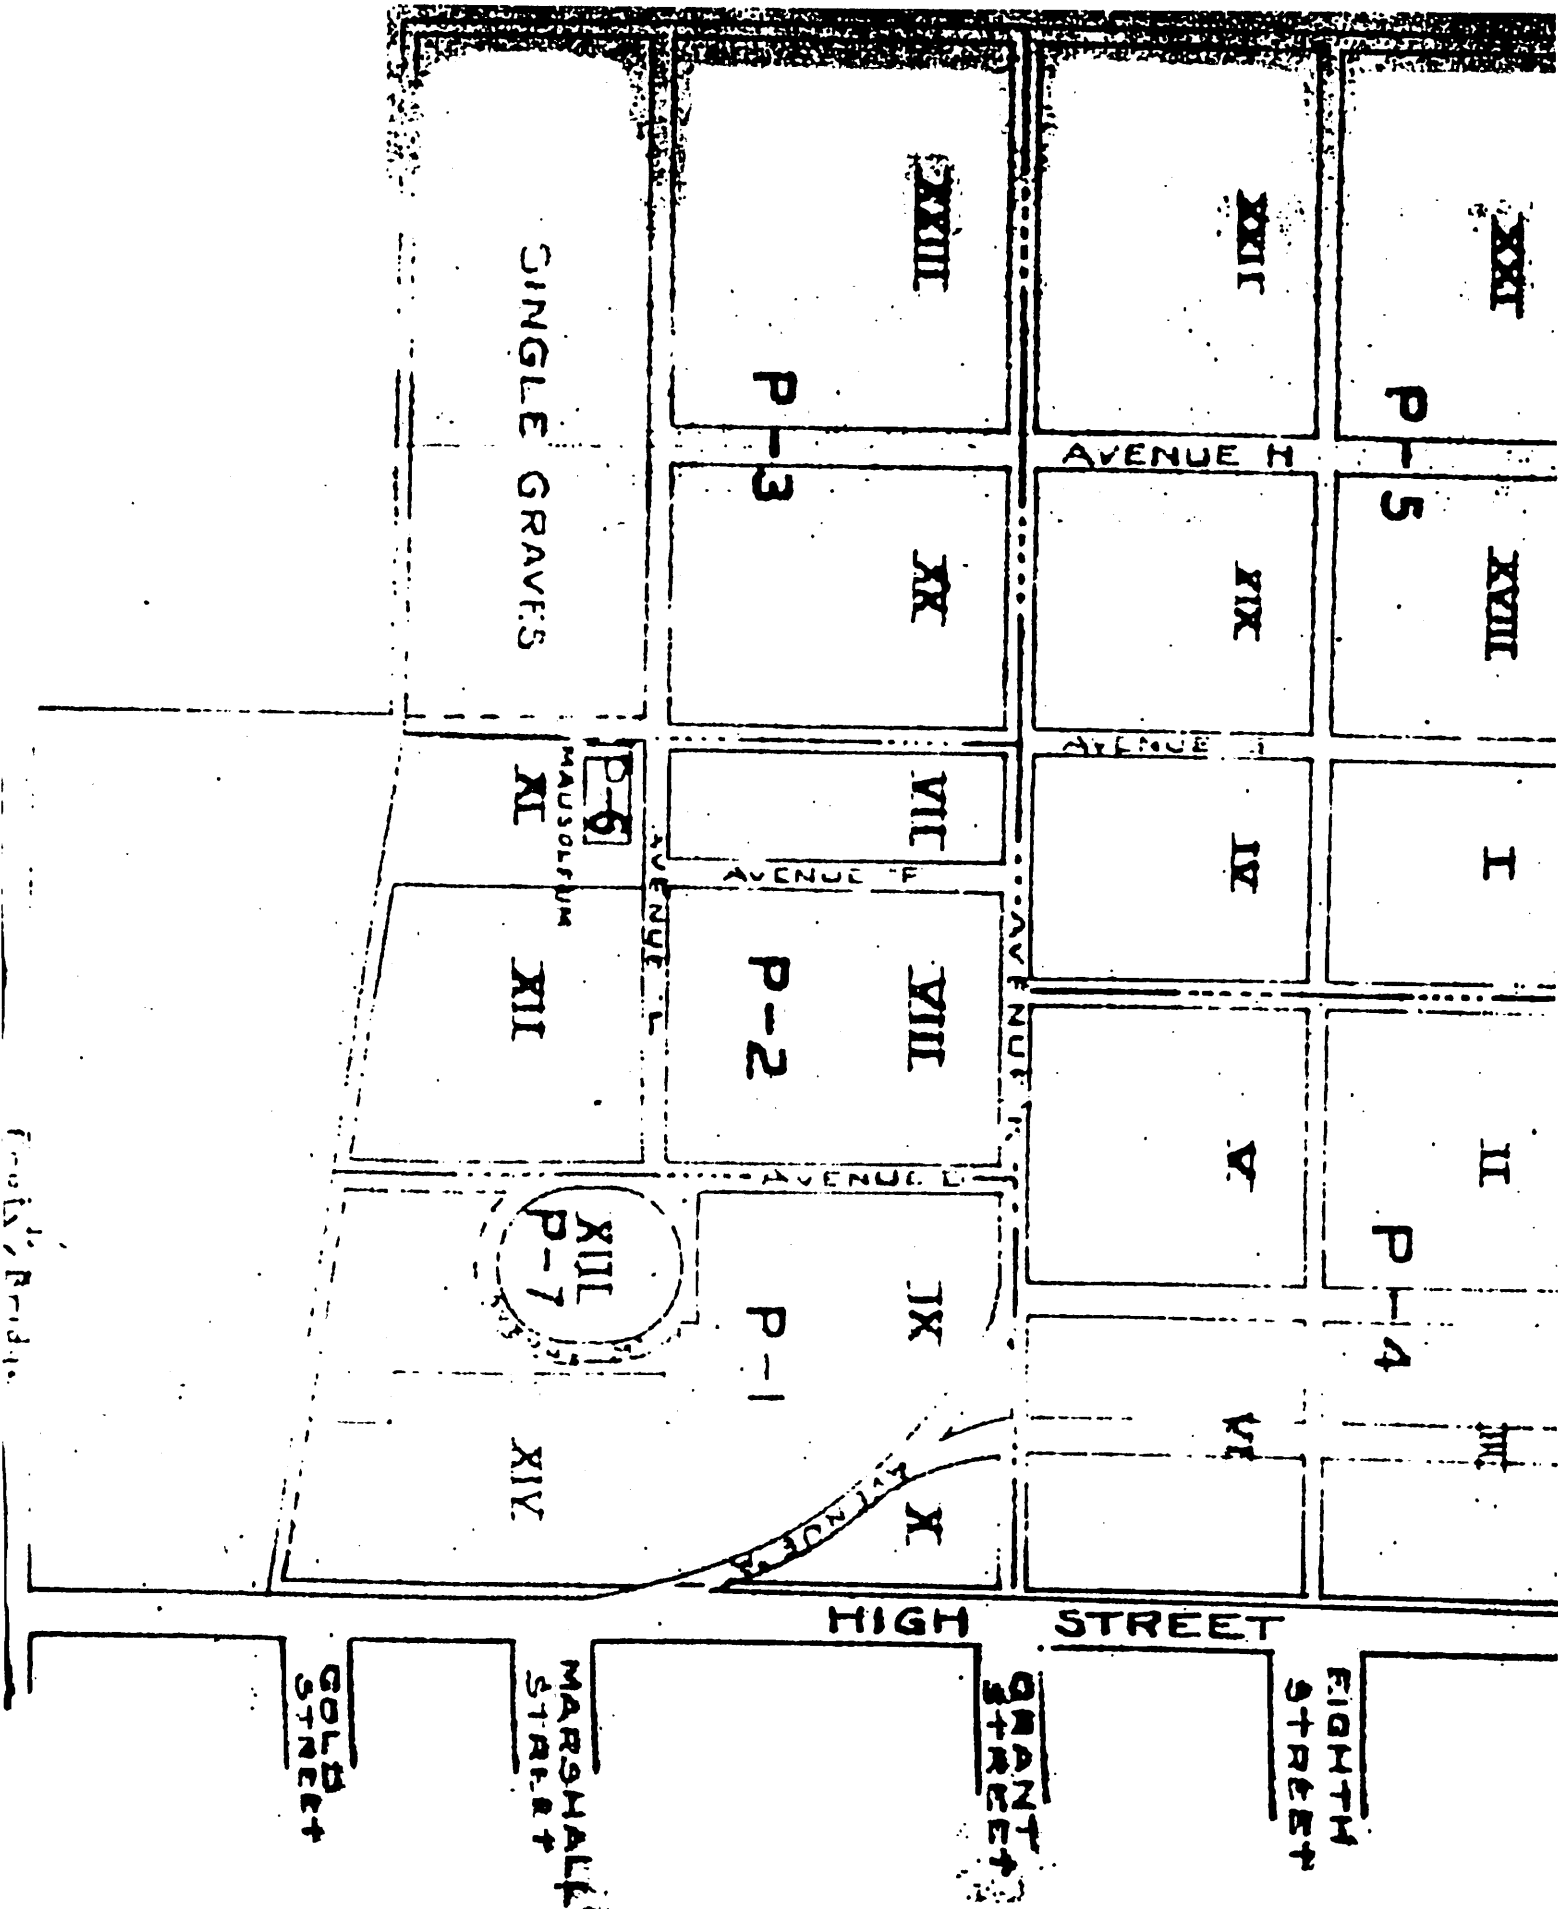 XXIII
XXII
XXI
SINGLE GRAVES
P-3
P-5
AVENUE H
XX
XIX
XVIII
AVENUE
XI
MAUSOLEUM
P-6
VII
IV
I
AVENUE F
AVENUE L
AVENUE K
XII
P-2
VIII
V
II
AVENUE E
XIII
P-7
P-1
IX
P-4
XIV
AVENUE
X
VI
III
HIGH STREET
GOLD
STREET
MARSHALL
STREET
GRANT
STREET
EIGHTH
STREET